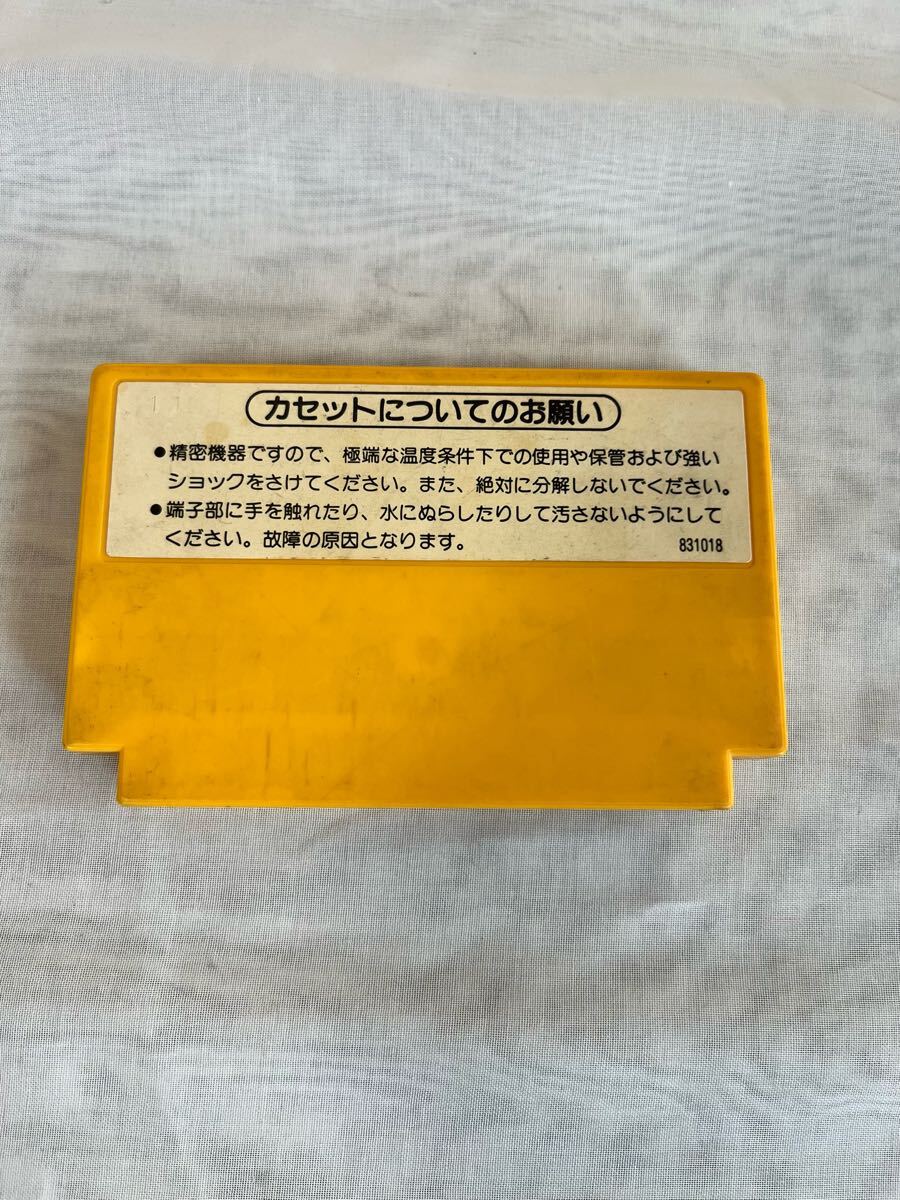 カセットについてのお願い
●精密機器ですので、極端な温度条件下での使用や保管および強い
ショックをさけてください。また、絶対に分解しないでください。
●端子部に手を触れたり、水にぬらしたりして汚さないようにして
ください。故障の原因となります。
831018